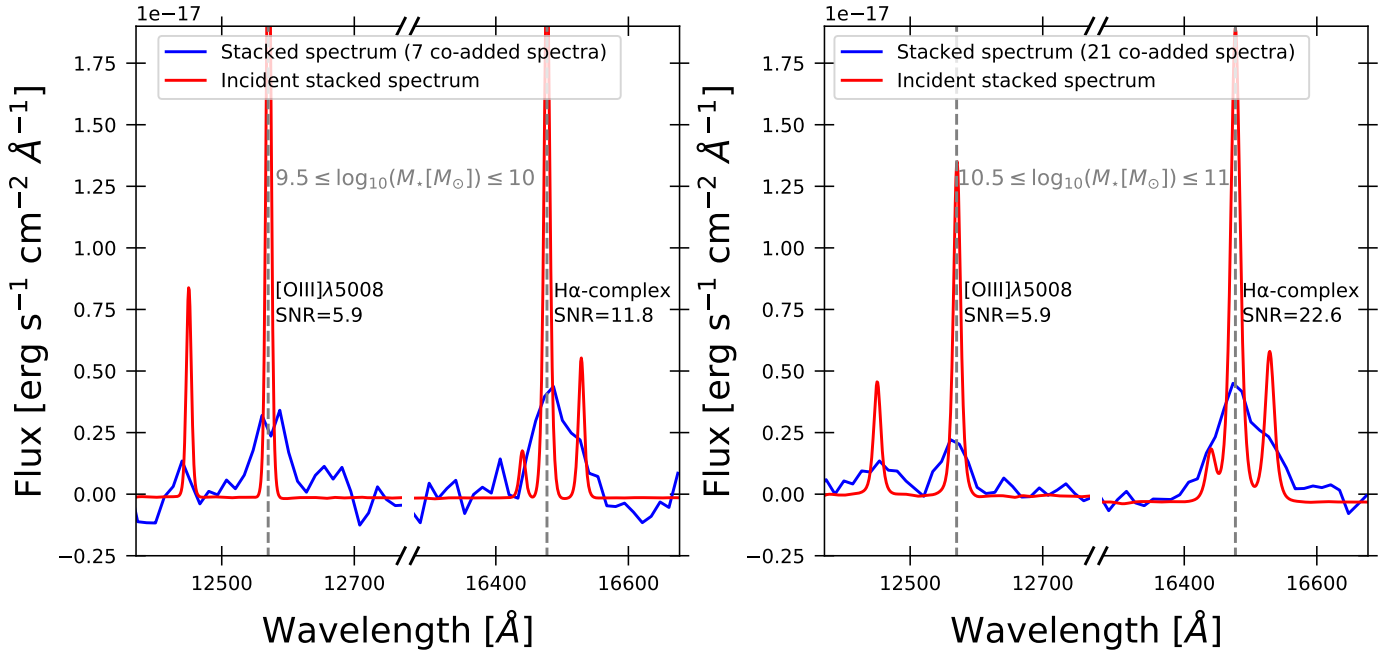 1e−17
Flux [erg s⁻¹ cm⁻² Å⁻¹]
1.75
1.50
1.25
1.00
0.75
0.50
0.25
0.00
−0.25
Stacked spectrum (7 co-added spectra)
Incident stacked spectrum
9.5 ≤ log₁₀(M⋆[M⊙]) ≤ 10
[OIII]λ5008
SNR=5.9
Hα-complex
SNR=11.8
12500 12700 16400 16600
Wavelength [Å]
1e−17
Flux [erg s⁻¹ cm⁻² Å⁻¹]
1.75
1.50
1.25
1.00
0.75
0.50
0.25
0.00
−0.25
Stacked spectrum (21 co-added spectra)
Incident stacked spectrum
10.5 ≤ log₁₀(M⋆[M⊙]) ≤ 11
[OIII]λ5008
SNR=5.9
Hα-complex
SNR=22.6
12500 12700 16400 16600
Wavelength [Å]